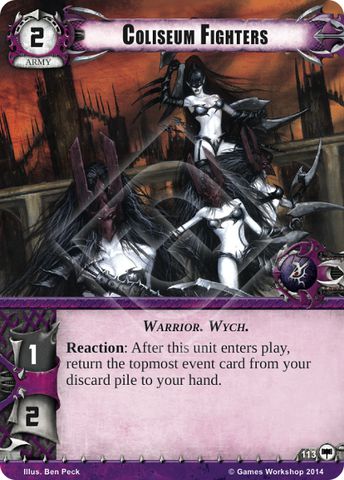 2
ARMY
COLISEUM FIGHTERS
WARRIOR. WYCH.
1
2
Reaction: After this unit enters play,
return the topmost event card from your
discard pile to your hand.
113
Illus. Ben Peck
© Games Workshop 2014